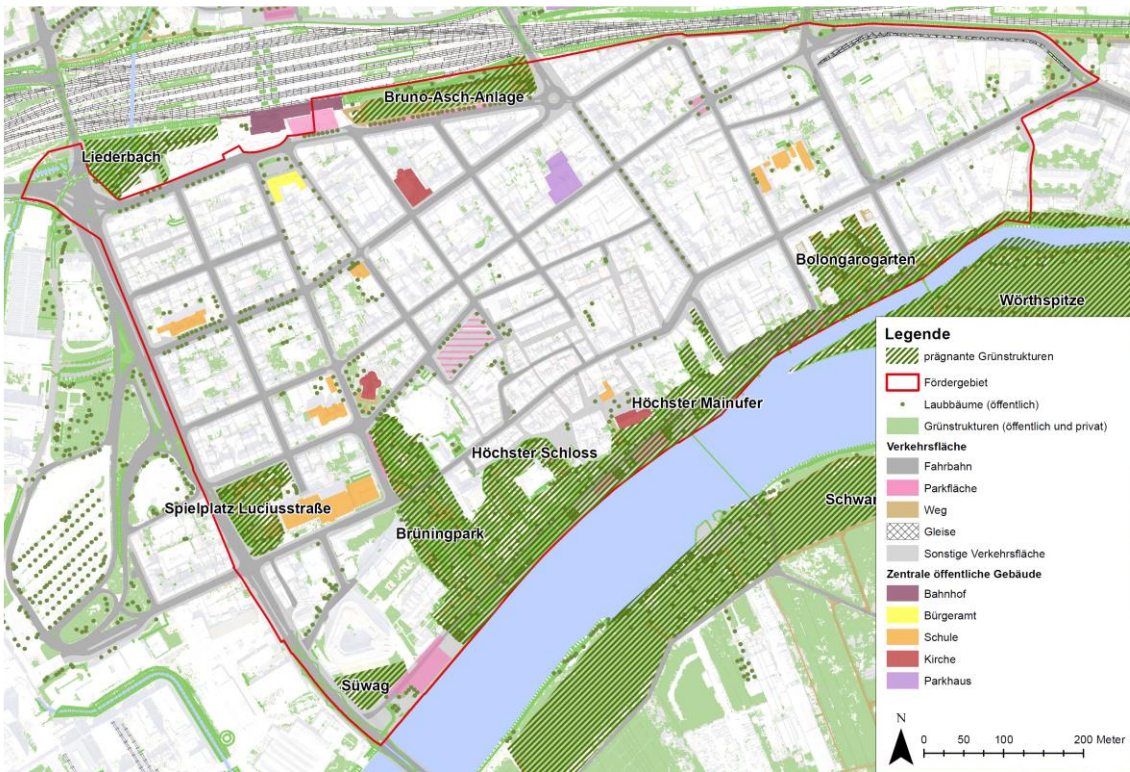 Bruno-Asch-Anlage
Liederbach
Bolongarogarten
Wörthspitze
Höchster Mainufer
Höchster Schloss
Spielplatz Luciusstraße
Brüningpark
Schwan
Süwag
Legende
prägnante Grünstrukturen
Fördergebiet
Laubbäume (öffentlich)
Grünstrukturen (öffentlich und privat)
Verkehrsfläche
Fahrbahn
Parkfläche
Weg
Gleise
Sonstige Verkehrsfläche
Zentrale öffentliche Gebäude
Bahnhof
Bürgeramt
Schule
Kirche
Parkhaus
N
0 50 100 150 200 Meter